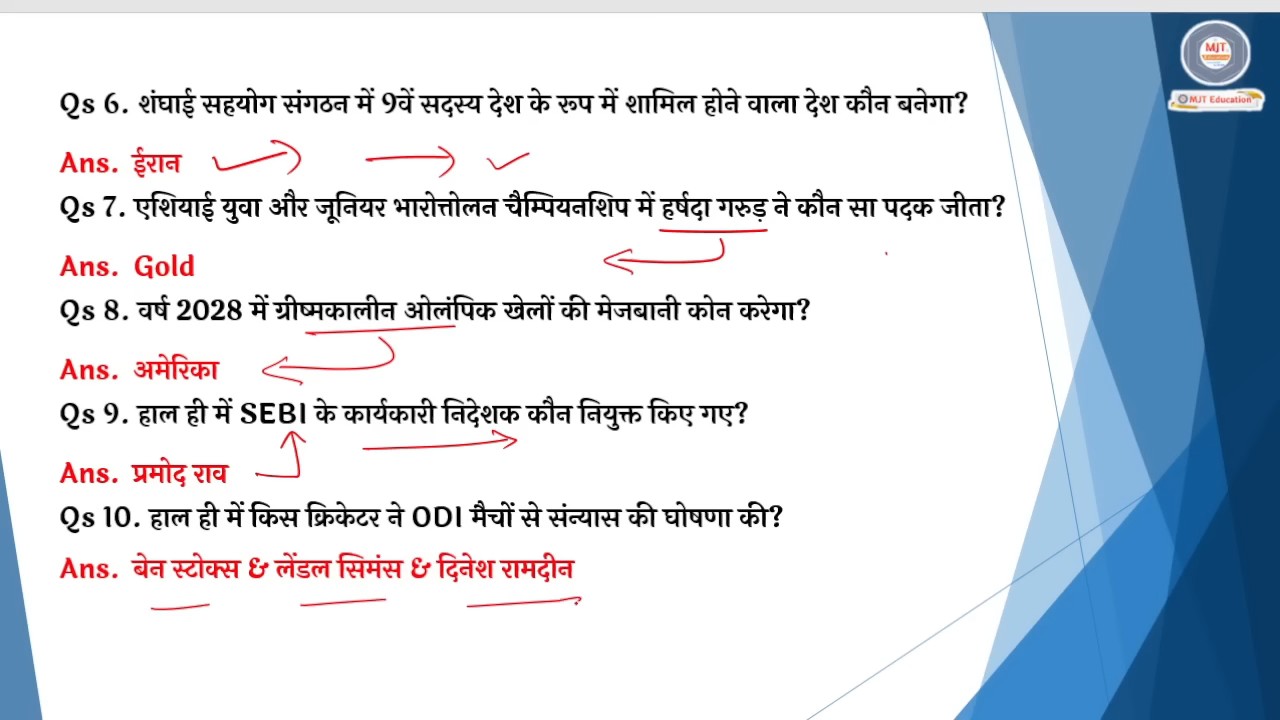 MJT
Education
MJT Education
Qs 6. शंघाई सहयोग संगठन में 9वें सदस्य देश के रूप में शामिल होने वाला देश कौन बनेगा?
Ans. ईरान
Qs 7. एशियाई युवा और जूनियर भारोत्तोलन चैम्पियनशिप में हर्षदा गरुड़ ने कौन सा पदक जीता?
Ans. Gold
Qs 8. वर्ष 2028 में ग्रीष्मकालीन ओलंपिक खेलों की मेजबानी कोन करेगा?
Ans. अमेरिका
Qs 9. हाल ही में SEBI के कार्यकारी निदेशक कौन नियुक्त किए गए?
Ans. प्रमोद राव
Qs 10. हाल ही में किस क्रिकेटर ने ODI मैचों से संन्यास की घोषणा की?
Ans. बेन स्टोक्स & लेंडल सिमंस & दिनेश रामदीन